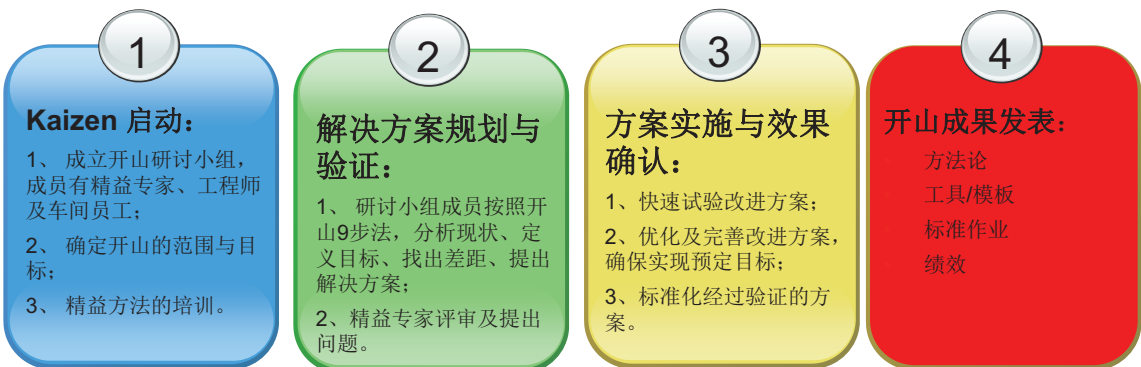 1
Kaizen 启动：
1、 成立开山研讨小组，
成员有精益专家、工程师
及车间员工；
2、 确定开山的范围与目
标；
3、 精益方法的培训。
2
解决方案规划与
验证：
1、 研讨小组成员按照开
山9步法，分析现状、定
义目标、找出差距、提出
解决方案；
2、精益专家评审及提出
问题。
3
方案实施与效果
确认：
1、快速试验改进方案；
2、优化及完善改进方案，
确保实现预定目标；
3、标准化经过验证的方
案。
4
开山成果发表：
方法论
工具/模板
标准作业
绩效